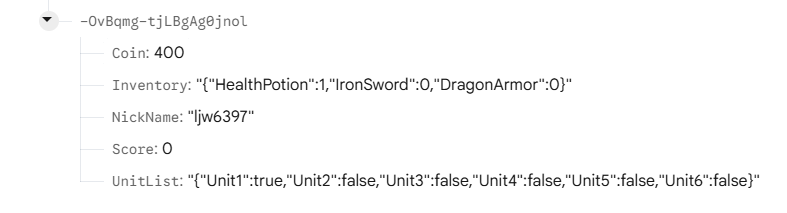 -OvBqmg-tjLBgAg0jnol
Coin: 400
Inventory: "{"HealthPotion":1,"IronSword":0,"DragonArmor":0}"
NickName: "ljw6397"
Score: 0
UnitList: "{"Unit1":true,"Unit2":false,"Unit3":false,"Unit4":false,"Unit5":false,"Unit6":false}"